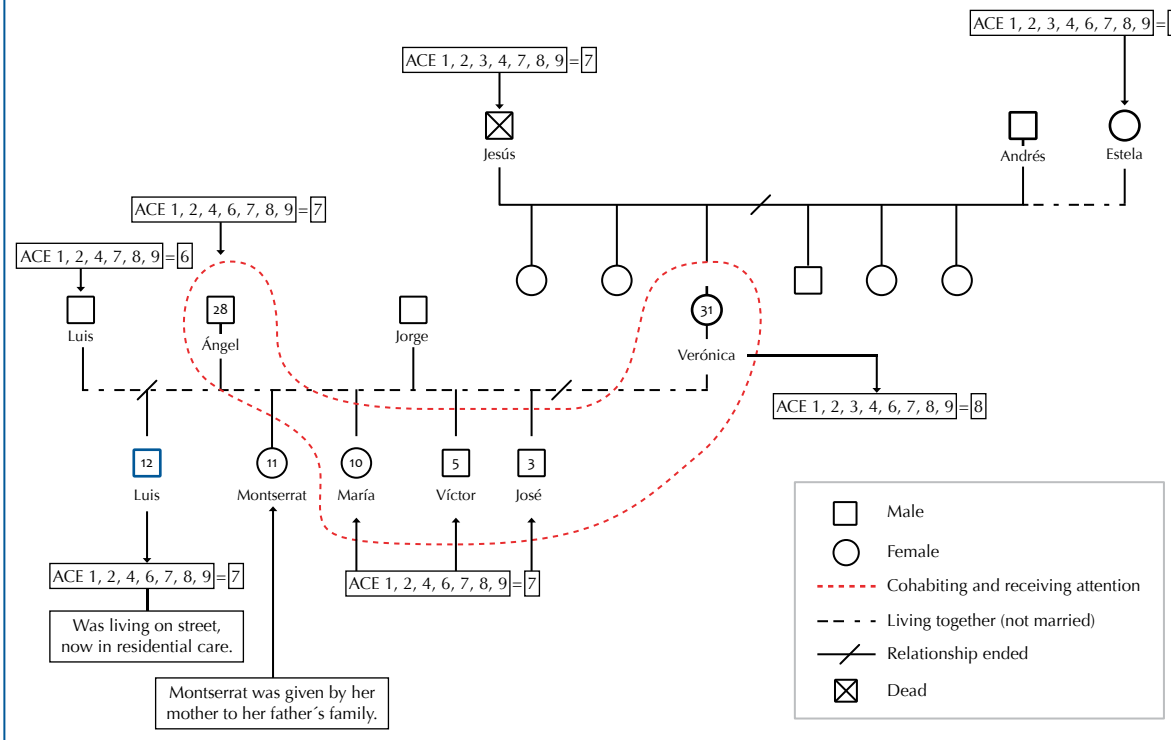 ACE 1, 2, 3, 4, 6, 7, 8, 9 =
ACE 1, 2, 3, 4, 7, 8, 9 = 7
Jesús
Andrés
Estela
ACE 1, 2, 4, 6, 7, 8, 9 = 7
ACE 1, 2, 4, 7, 8, 9 = 6
28
31
Luis
Ángel
Jorge
Verónica
ACE 1, 2, 3, 4, 6, 7, 8, 9 = 8
12
11
10
5
3
Luis
Montserrat
María
Víctor
José
ACE 1, 2, 4, 6, 7, 8, 9 = 7
ACE 1, 2, 4, 6, 7, 8, 9 = 7
Was living on street,
now in residential care.
Montserrat was given by her
mother to her father´s family.
Male
Female
Cohabiting and receiving attention
Living together (not married)
Relationship ended
Dead